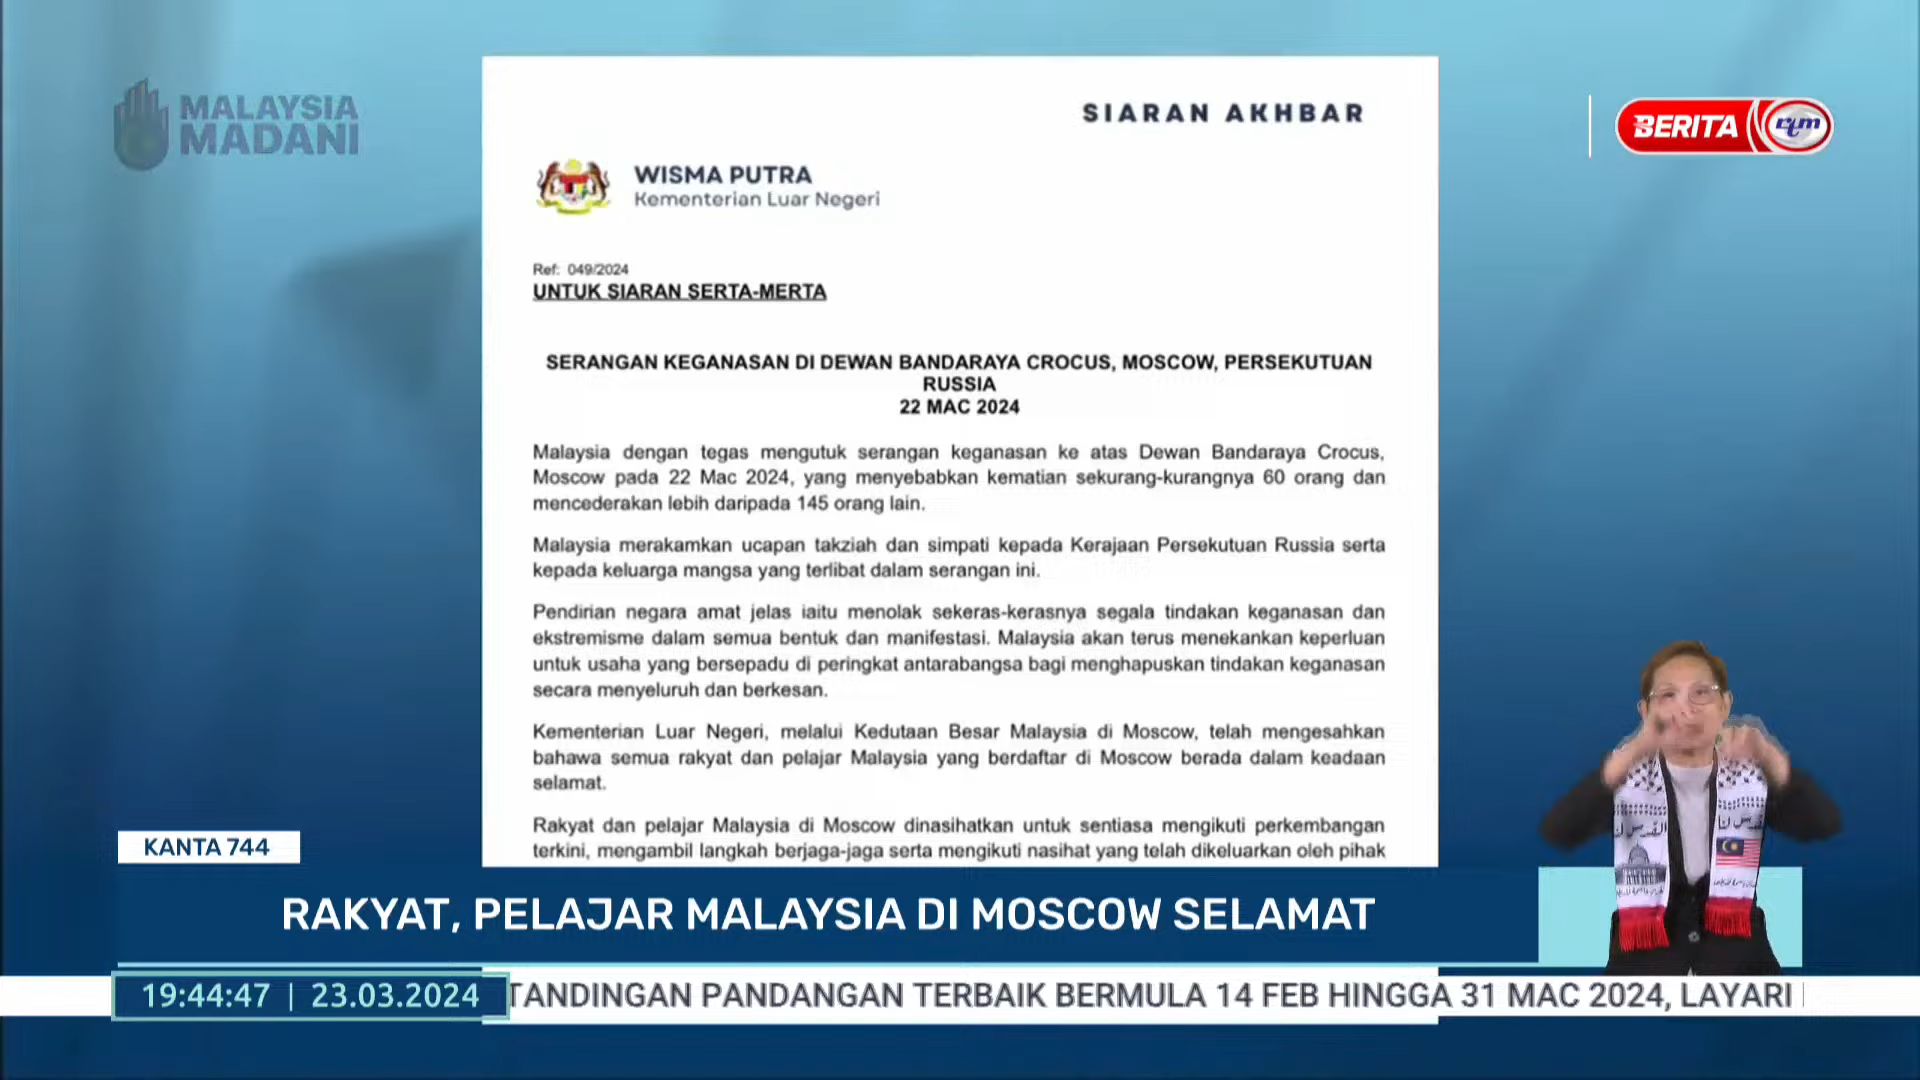 MALAYSIA
MADANI
SIARAN AKHBAR
BERITA rtm
WISMA PUTRA
Kementerian Luar Negeri
Ref: 049/2024
UNTUK SIARAN SERTA-MERTA
SERANGAN KEGANASAN DI DEWAN BANDARAYA CROCUS, MOSCOW, PERSEKUTUAN
RUSSIA
22 MAC 2024
Malaysia dengan tegas mengutuk serangan keganasan ke atas Dewan Bandaraya Crocus,
Moscow pada 22 Mac 2024, yang menyebabkan kematian sekurang-kurangnya 60 orang dan
mencederakan lebih daripada 145 orang lain.
Malaysia merakamkan ucapan takziah dan simpati kepada Kerajaan Persekutuan Russia serta
kepada keluarga mangsa yang terlibat dalam serangan ini.
Pendirian negara amat jelas iaitu menolak sekeras-kerasnya segala tindakan keganasan dan
ekstremisme dalam semua bentuk dan manifestasi. Malaysia akan terus menekankan keperluan
untuk usaha yang bersepadu di peringkat antarabangsa bagi menghapuskan tindakan keganasan
secara menyeluruh dan berkesan.
Kementerian Luar Negeri, melalui Kedutaan Besar Malaysia di Moscow, telah mengesahkan
bahawa semua rakyat dan pelajar Malaysia yang berdaftar di Moscow berada dalam keadaan
selamat.
Rakyat dan pelajar Malaysia di Moscow dinasihatkan untuk sentiasa mengikuti perkembangan
terkini, mengambil langkah berjaga-jaga serta mengikuti nasihat yang telah dikeluarkan oleh pihak
KANTA 744
RAKYAT, PELAJAR MALAYSIA DI MOSCOW SELAMAT
19:44:47 | 23.03.2024
TANDINGAN PANDANGAN TERBAIK BERMULA 14 FEB HINGGA 31 MAC 2024, LAYARI